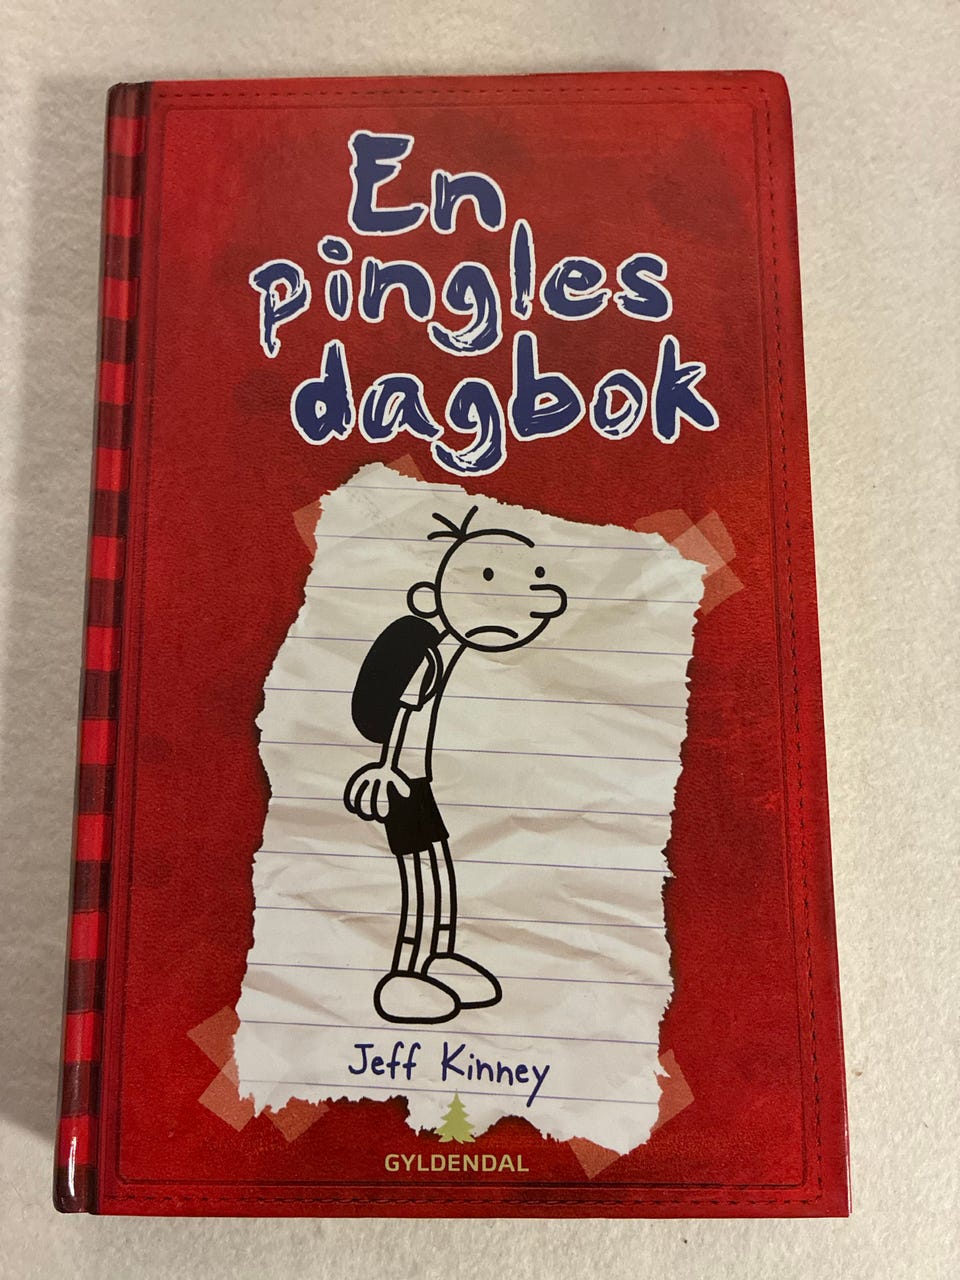 En
pingles
dagbok
Jeff Kinney
GYLDENDAL